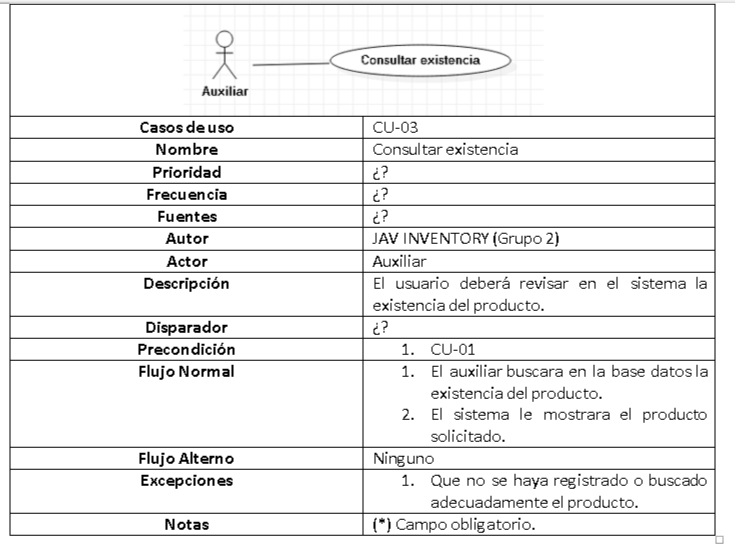 Consultar existencia
Auxiliar
Casos de uso CU-03
Nombre Consultar existencia
Prioridad ¿?
Frecuencia ¿?
Fuentes ¿?
Autor JAV INVENTORY (Grupo 2)
Actor Auxiliar
Descripción El usuario deberá revisar en el sistema la
existencia del producto.
Disparador ¿?
Precondición 1. CU-01
Flujo Normal 1. El auxiliar buscara en la base datos la
existencia del producto.
2. El sistema le mostrara el producto
solicitado.
Flujo Alterno Ninguno
Excepciones 1. Que no se haya registrado o buscado
adecuadamente el producto.
Notas (*) Campo obligatorio.